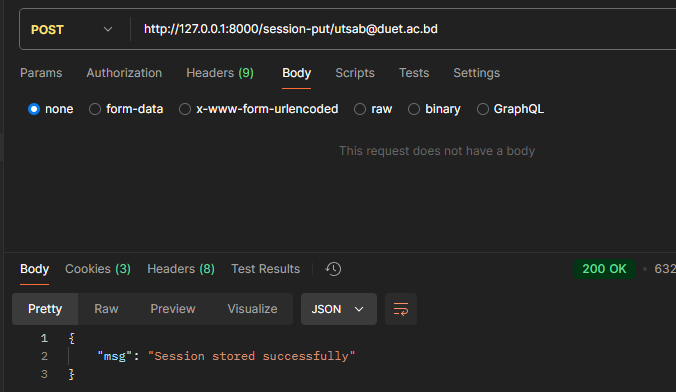 POST http://127.0.0.1:8000/session-put/utsab@duet.ac.bd
Params Authorization Headers (9) Body Scripts Tests Settings
none form-data x-www-form-urlencoded raw binary GraphQL
This request does not have a body
Body Cookies (3) Headers (8) Test Results 200 OK • 632
Pretty Raw Preview Visualize JSON
1 {
2 "msg": "Session stored successfully"
3 }